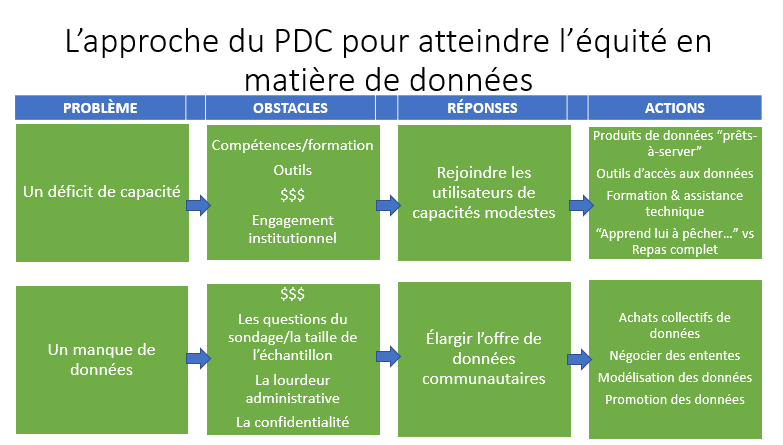 L’approche du PDC pour atteindre l’équité en
matière de données
PROBLÈME
OBSTACLES
RÉPONSES
ACTIONS
Un déficit de capacité
Compétences/formation
Outils
$$$
Engagement
institutionnel
Rejoindre les
utilisateurs de
capacités modestes
Produits de données “prêts-
à-server”
Outils d’accès aux données
Formation & assistance
technique
“Apprend lui à pêcher…” vs
Repas complet
Un manque de
données
$$$
Les questions du
sondage/la taille de
l’échantillon
La lourdeur
administrative
La confidentialité
Élargir l’offre de
données
communautaires
Achats collectifs de
données
Négocier des ententes
Modélisation des données
Promotion des données